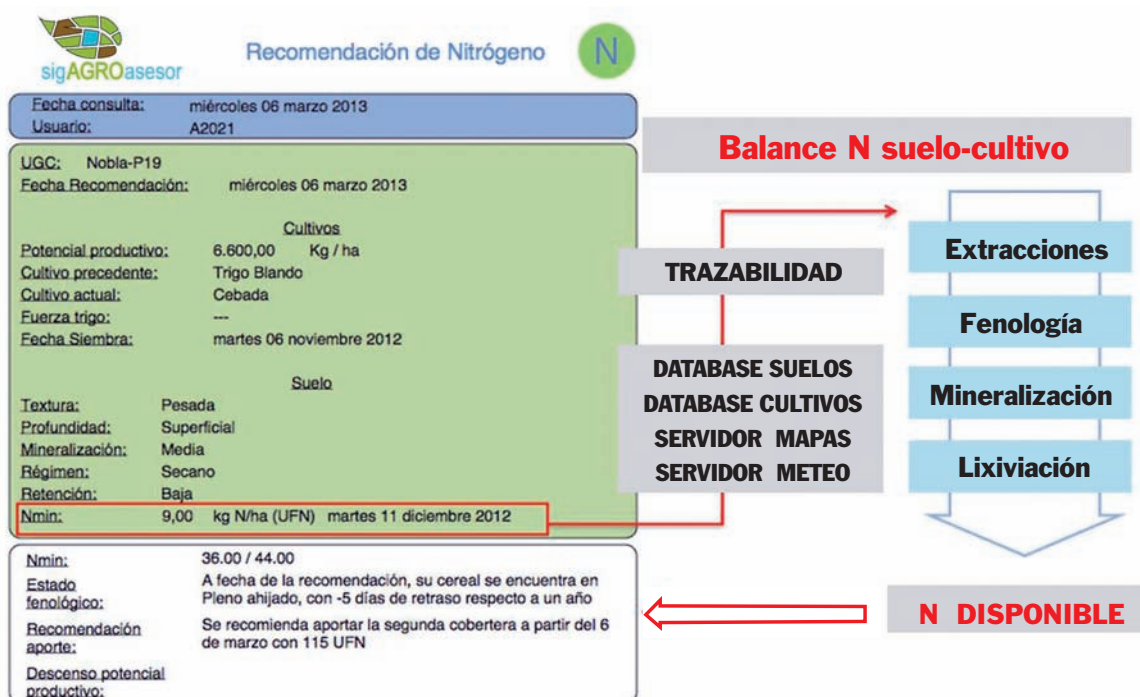 sigAGROasesor
Recomendación de Nitrógeno
N
Fecha consulta: miércoles 06 marzo 2013
Usuario: A2021
UGC: Nobla-P19
Fecha Recomendación: miércoles 06 marzo 2013
Cultivos
Potencial productivo: 6.600,00 Kg / ha
Cultivo precedente: Trigo Blando
Cultivo actual: Cebada
Fuerza trigo: ---
Fecha Siembra: martes 06 noviembre 2012
Suelo
Textura: Pesada
Profundidad: Superficial
Mineralización: Media
Régimen: Secano
Retención: Baja
Nmin: 9,00 kg N/ha (UFN) martes 11 diciembre 2012
Nmin: 36.00 / 44.00
Estado fenológico: A fecha de la recomendación, su cereal se encuentra en
Pleno ahijado, con -5 días de retraso respecto a un año
Recomendación aporte: Se recomienda aportar la segunda cobertera a partir del 6
de marzo con 115 UFN
Descenso potencial
productivo:
TRAZABILIDAD
DATABASE SUELOS
DATABASE CULTIVOS
SERVIDOR MAPAS
SERVIDOR METEO
Balance N suelo-cultivo
Extracciones
Fenología
Mineralización
Lixiviación
N DISPONIBLE